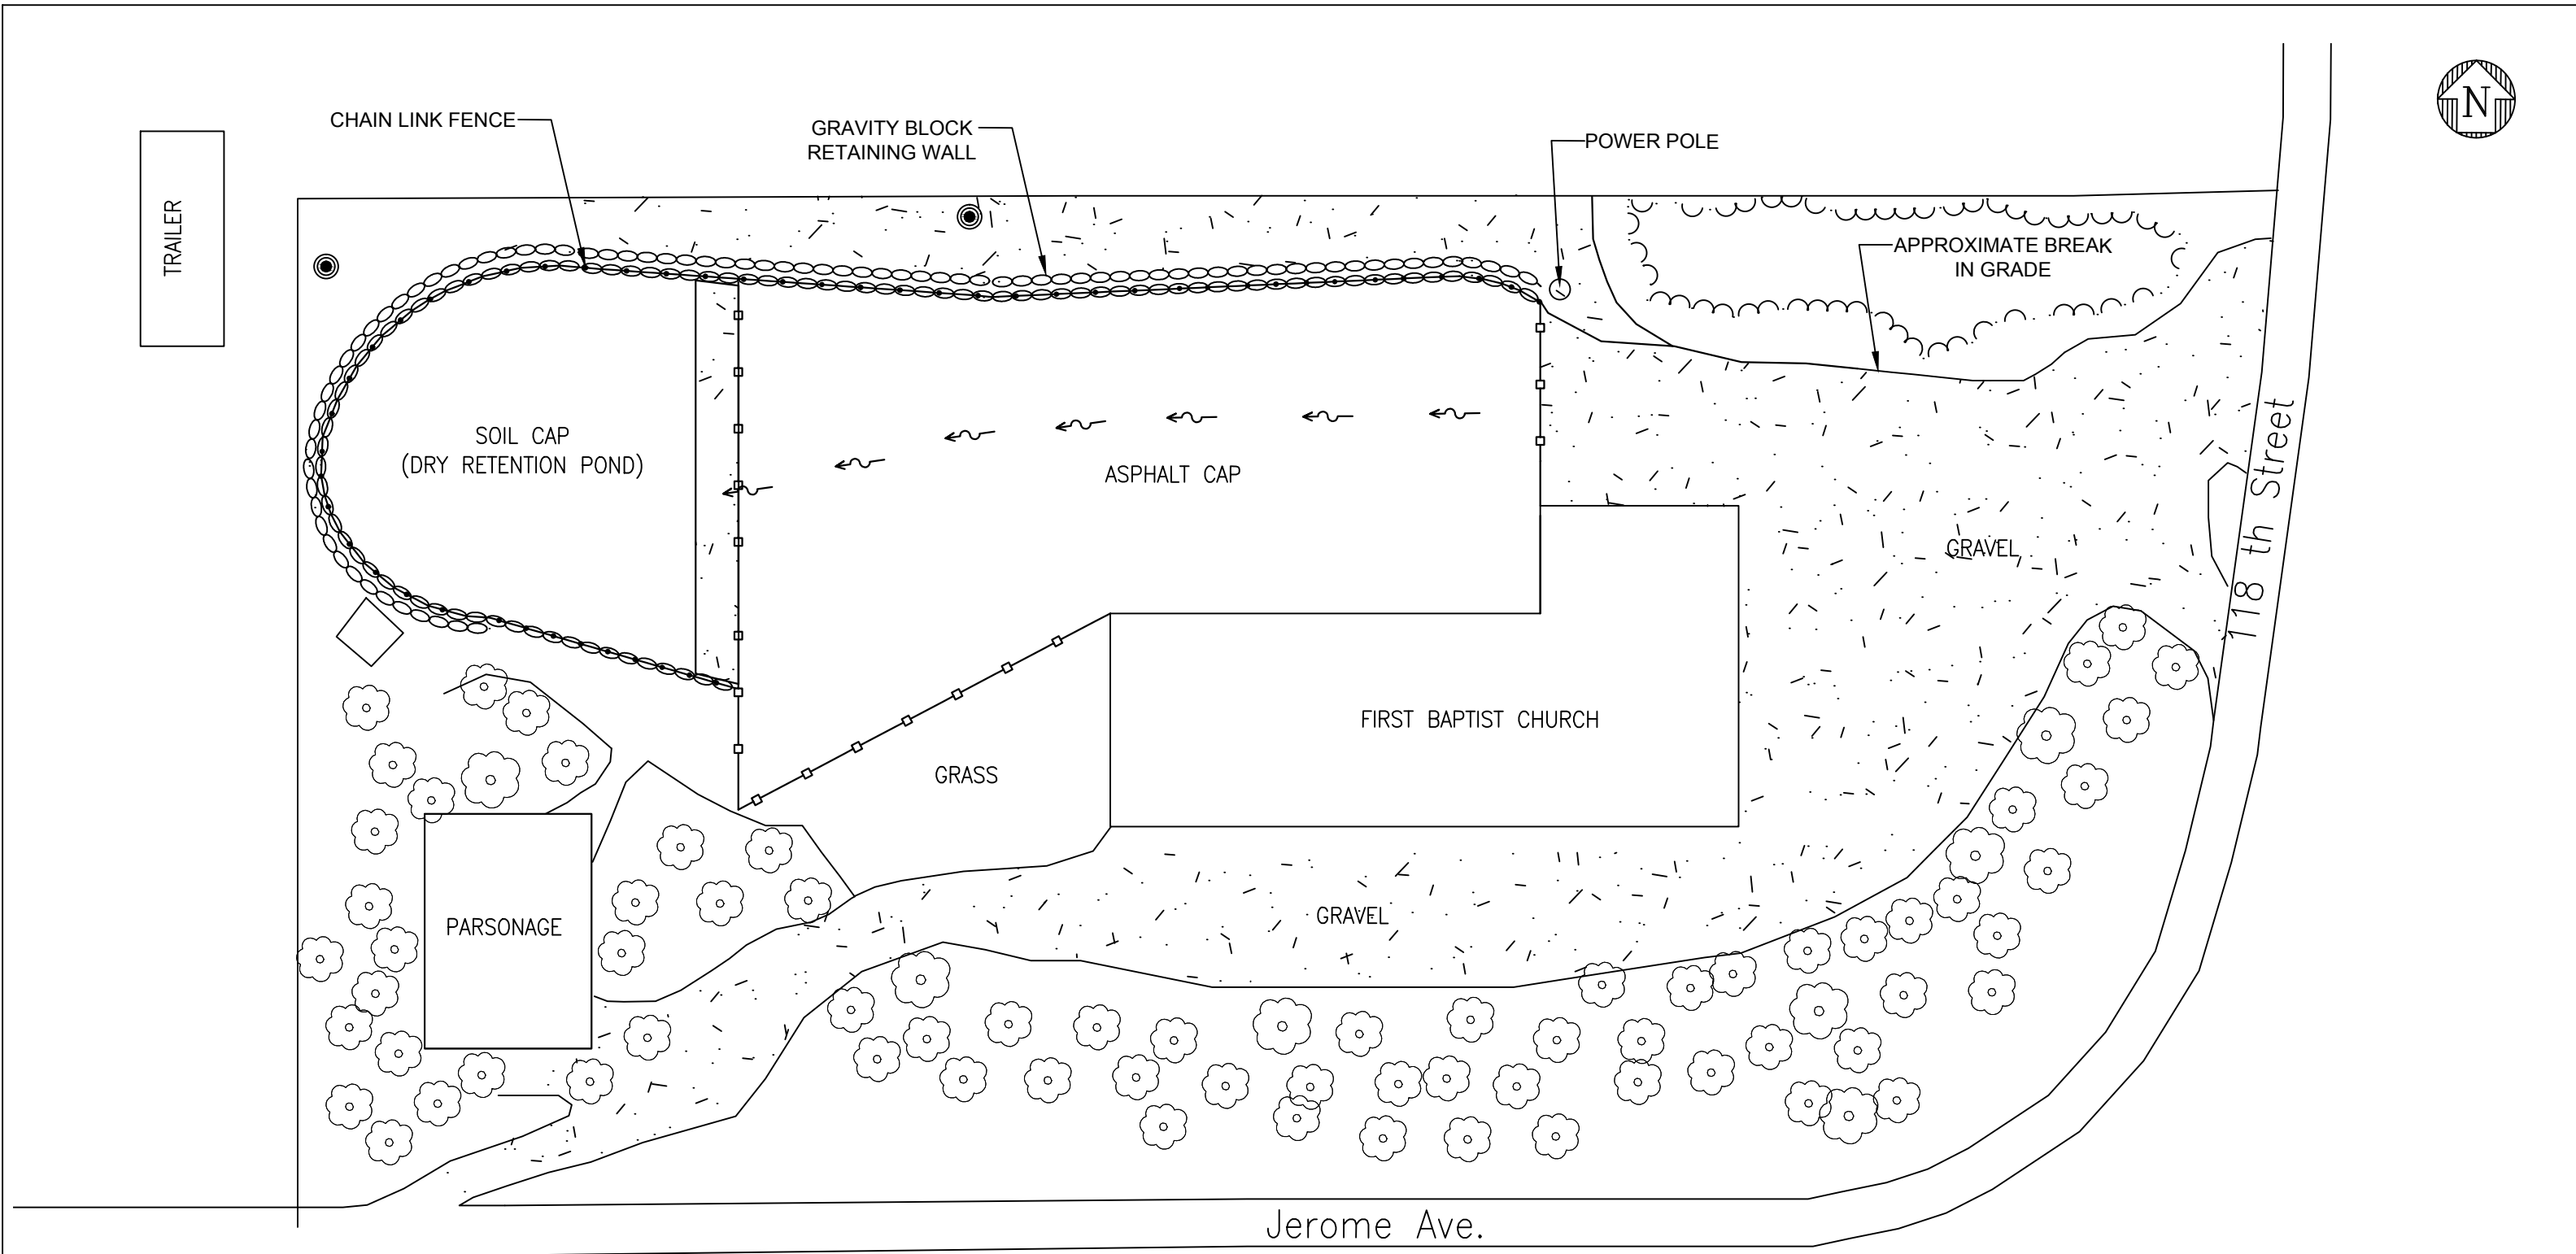 N
CHAIN LINK FENCE
GRAVITY BLOCK
RETAINING WALL
POWER POLE
TRAILER
APPROXIMATE BREAK
IN GRADE
SOIL CAP
(DRY RETENTION POND)
ASPHALT CAP
118 th Street
GRAVEL
FIRST BAPTIST CHURCH
GRASS
PARSONAGE
GRAVEL
Jerome Ave.